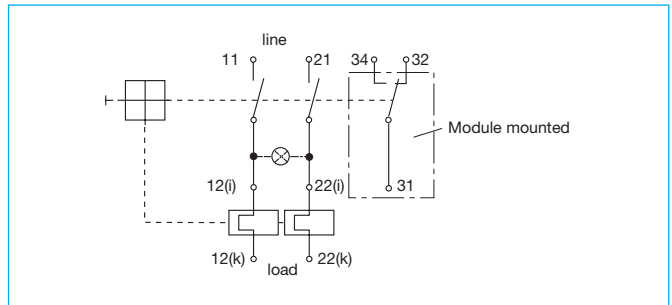 line
11 21 34 32
Module mounted
12(i) 22(i) 31
12(k) 22(k)
load